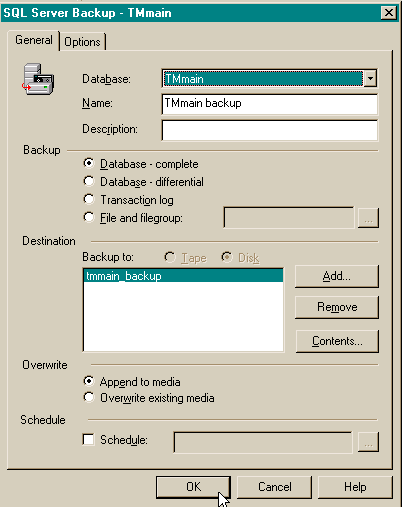 SQL Server Backup - TMmain
General
Options
Database:
TMmain
Name:
TMmain backup
Description:
Backup
Database - complete
Database - differential
Transaction log
File and filegroup:
...
Destination
Backup to:
Tape
Disk
tmmain_backup
Add...
Remove
Contents...
Overwrite
Append to media
Overwrite existing media
Schedule
Schedule:
...
OK
Cancel
Help